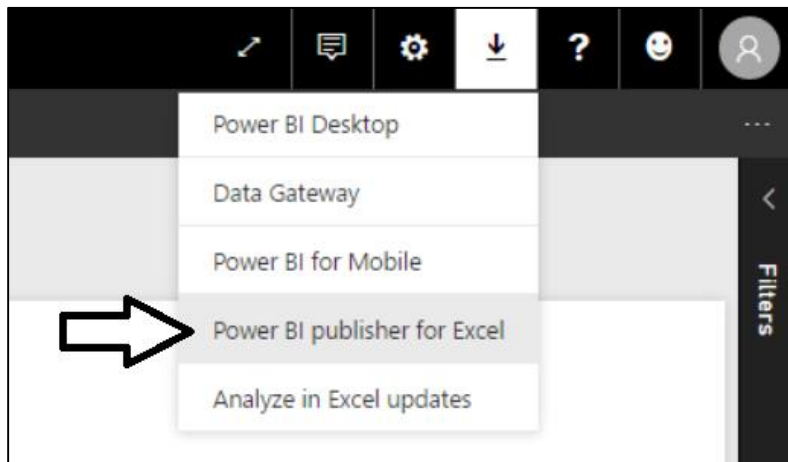 ?
Power BI Desktop
...
Data Gateway
Power BI for Mobile
Filters
Power BI publisher for Excel
Analyze in Excel updates